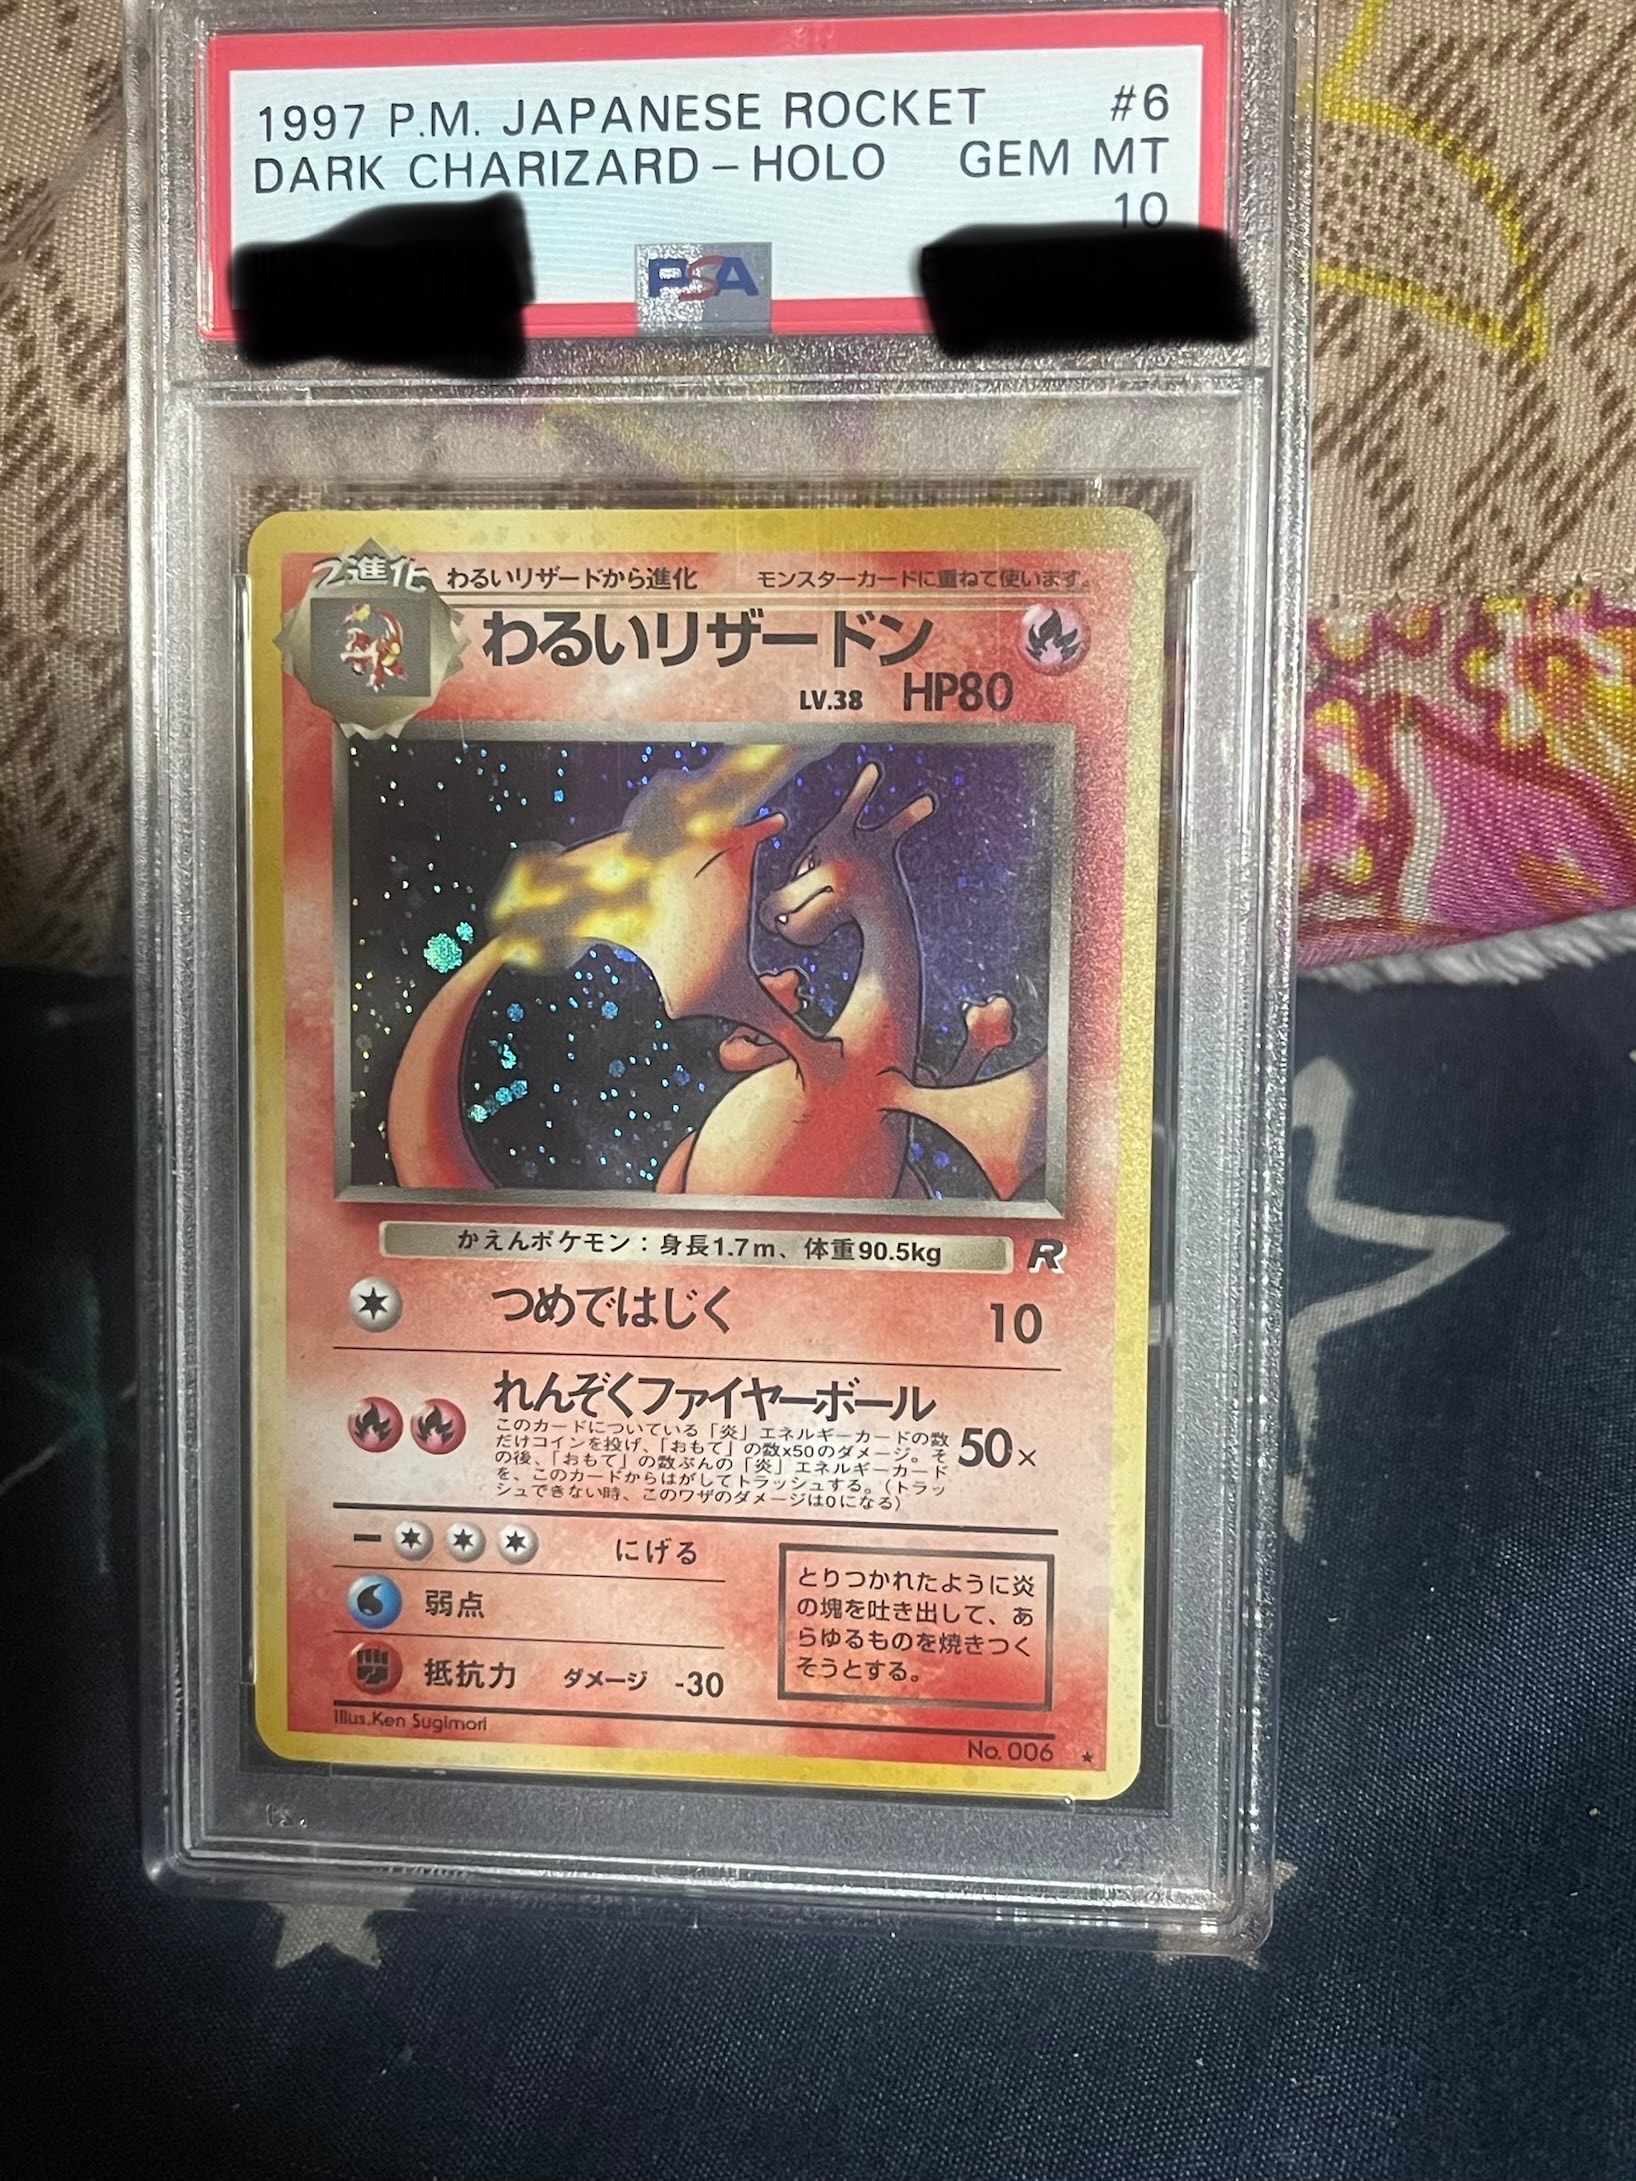 1997 P.M. JAPANESE ROCKET #6
DARK CHARIZARD-HOLO GEM MT
10
PSA
2進化 わるいリザードから進化 モンスターカードに重ねて使います。
わるいリザードン
LV.38 HP80
かえんポケモン：身長1.7m、体重90.5kg R
つめではじく 10
れんぞくファイヤーボール
このカードについている「炎」エネルギーカードの数
だけコインを投げ、「おもて」の数x50のダメージ。そ
の後、「おもて」の数ぶんの「炎」エネルギーカード
を、このカードからはがしてトラッシュする。（トラッ
シュできない時、このワザのダメージは0になる）
50×
にげる
弱点
抵抗力 ダメージ -30
とりつかれたように炎
の塊を吐き出して、あ
らゆるものを焼きつく
そうとする。
Illus.Ken Sugimori
No.006